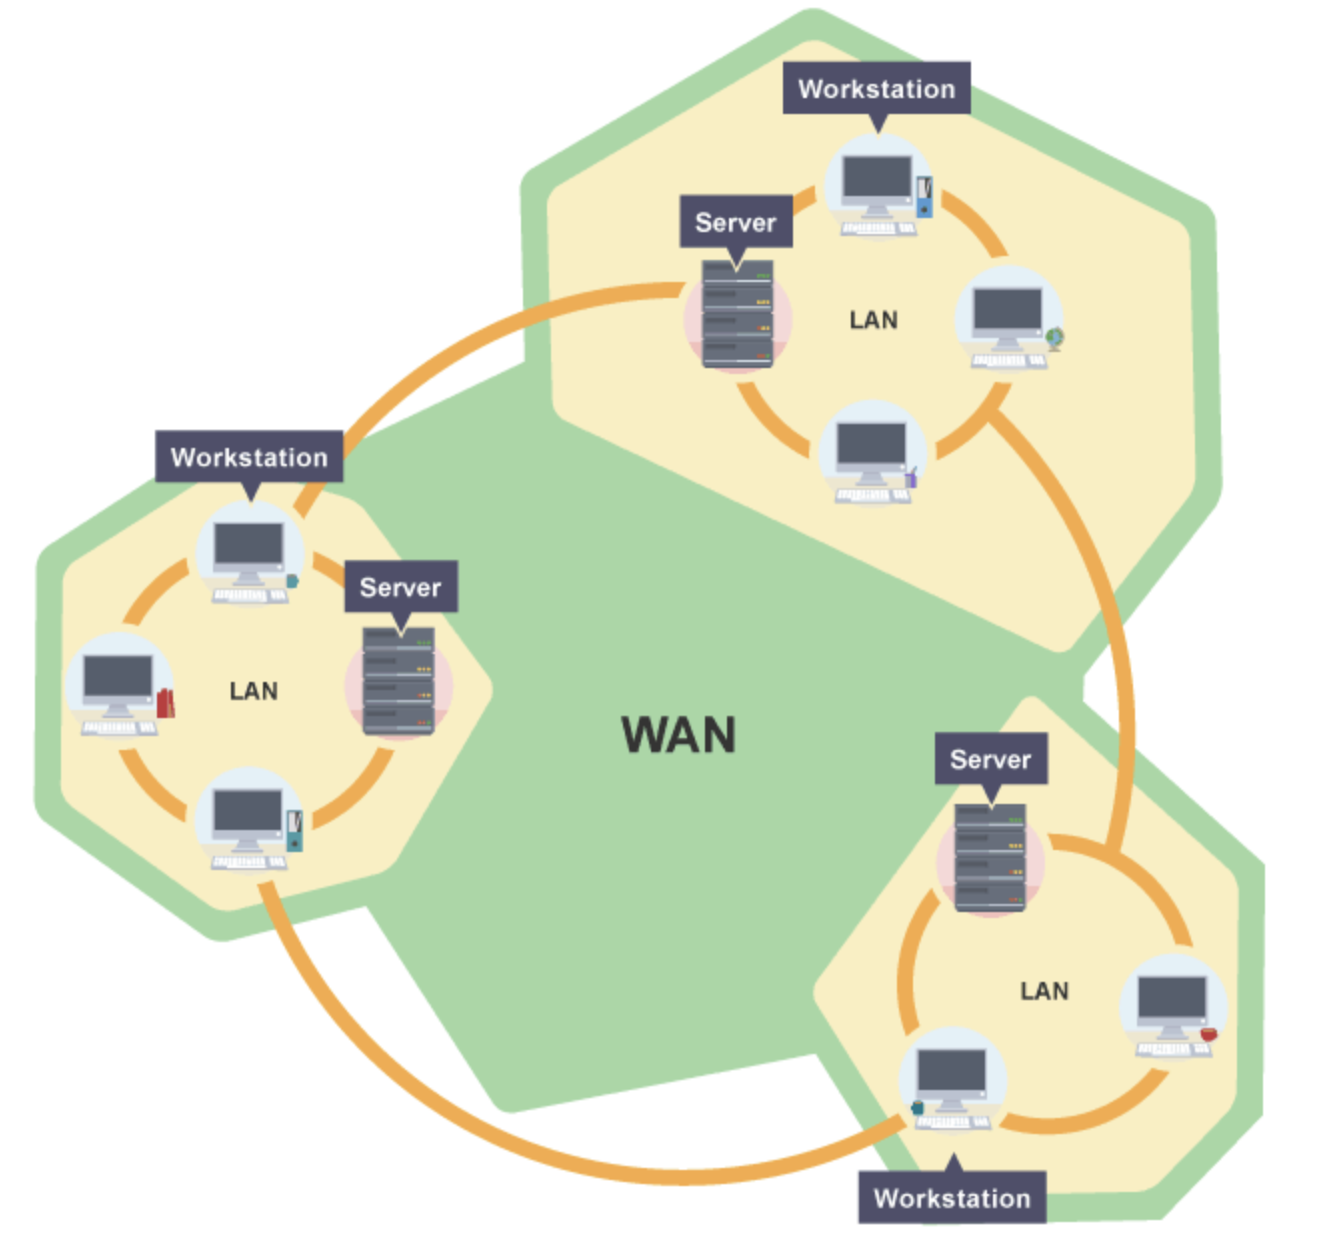 Workstation
Server
LAN
Workstation
Server
LAN
WAN
Server
LAN
Workstation